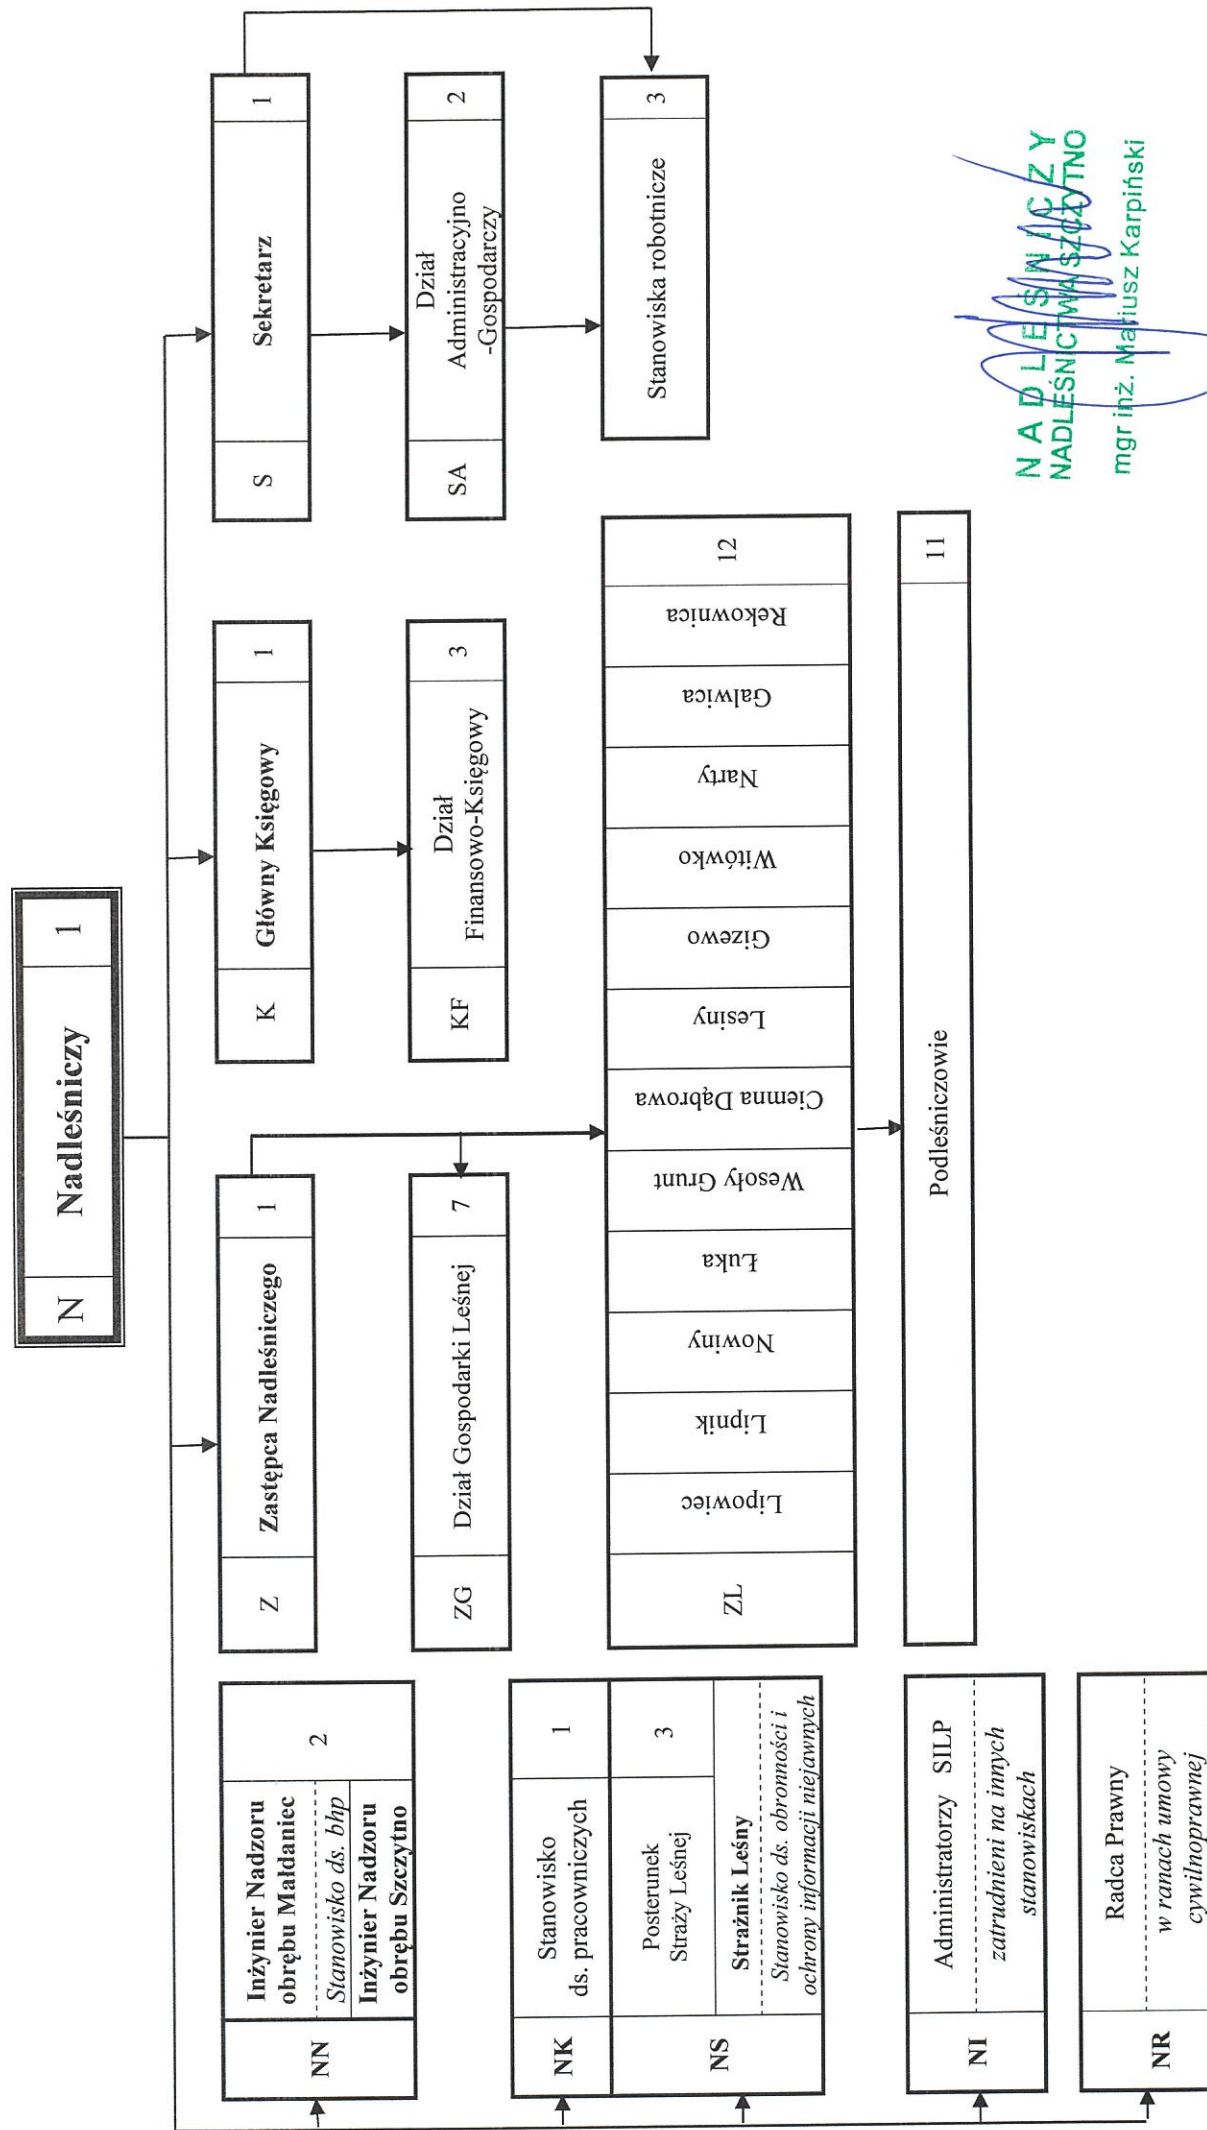 N Nadleśniczy 1
NN
Inżynier Nadzoru
obrębu Małdaniec
Stanowisko ds. bhp
Inżynier Nadzoru
obrębu Szczytno
2
Z Zastępca Nadleśniczego 1
K Główny Księgowy 1
S Sekretarz 1
ZG Dział Gospodarki Leśnej 7
KF
Dział
Finansowo-Księgowy
3
SA
Dział
Administracyjno
-Gospodarczy
2
NK
Stanowisko
ds. pracowniczych
1
NS
Posterunek
Straży Leśnej
3
Strażnik Leśny
Stanowisko ds. obronności i
ochrony informacji niejawnych
ZL
Lipowiec
Lipnik
Nowiny
Łuka
Wesoły Grunt
Ciemna Dąbrowa
Lesiny
Gizewo
Witówko
Narty
Galwica
Rekownica
12
Stanowiska robotnicze 3
NI
Administratorzy SILP
zatrudnieni na innych
stanowiskach
Podleśniczowie 11
NR
Radca Prawny
w ranach umowy
cywilnoprawnej
NADLEŚNICZY
NADLEŚNICTWA SZCZYTNO
mgr inż. Mariusz Karpiński